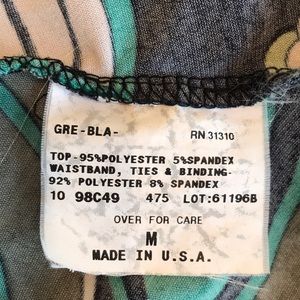 GRE-BLA- RN 31310
TOP-95%POLYESTER 5%SPANDEX
WAISTBAND, TIES & BINDING-
92% POLYESTER 8% SPANDEX
10 98C49 475 LOT:61196B
OVER FOR CARE
M
MADE IN U.S.A.